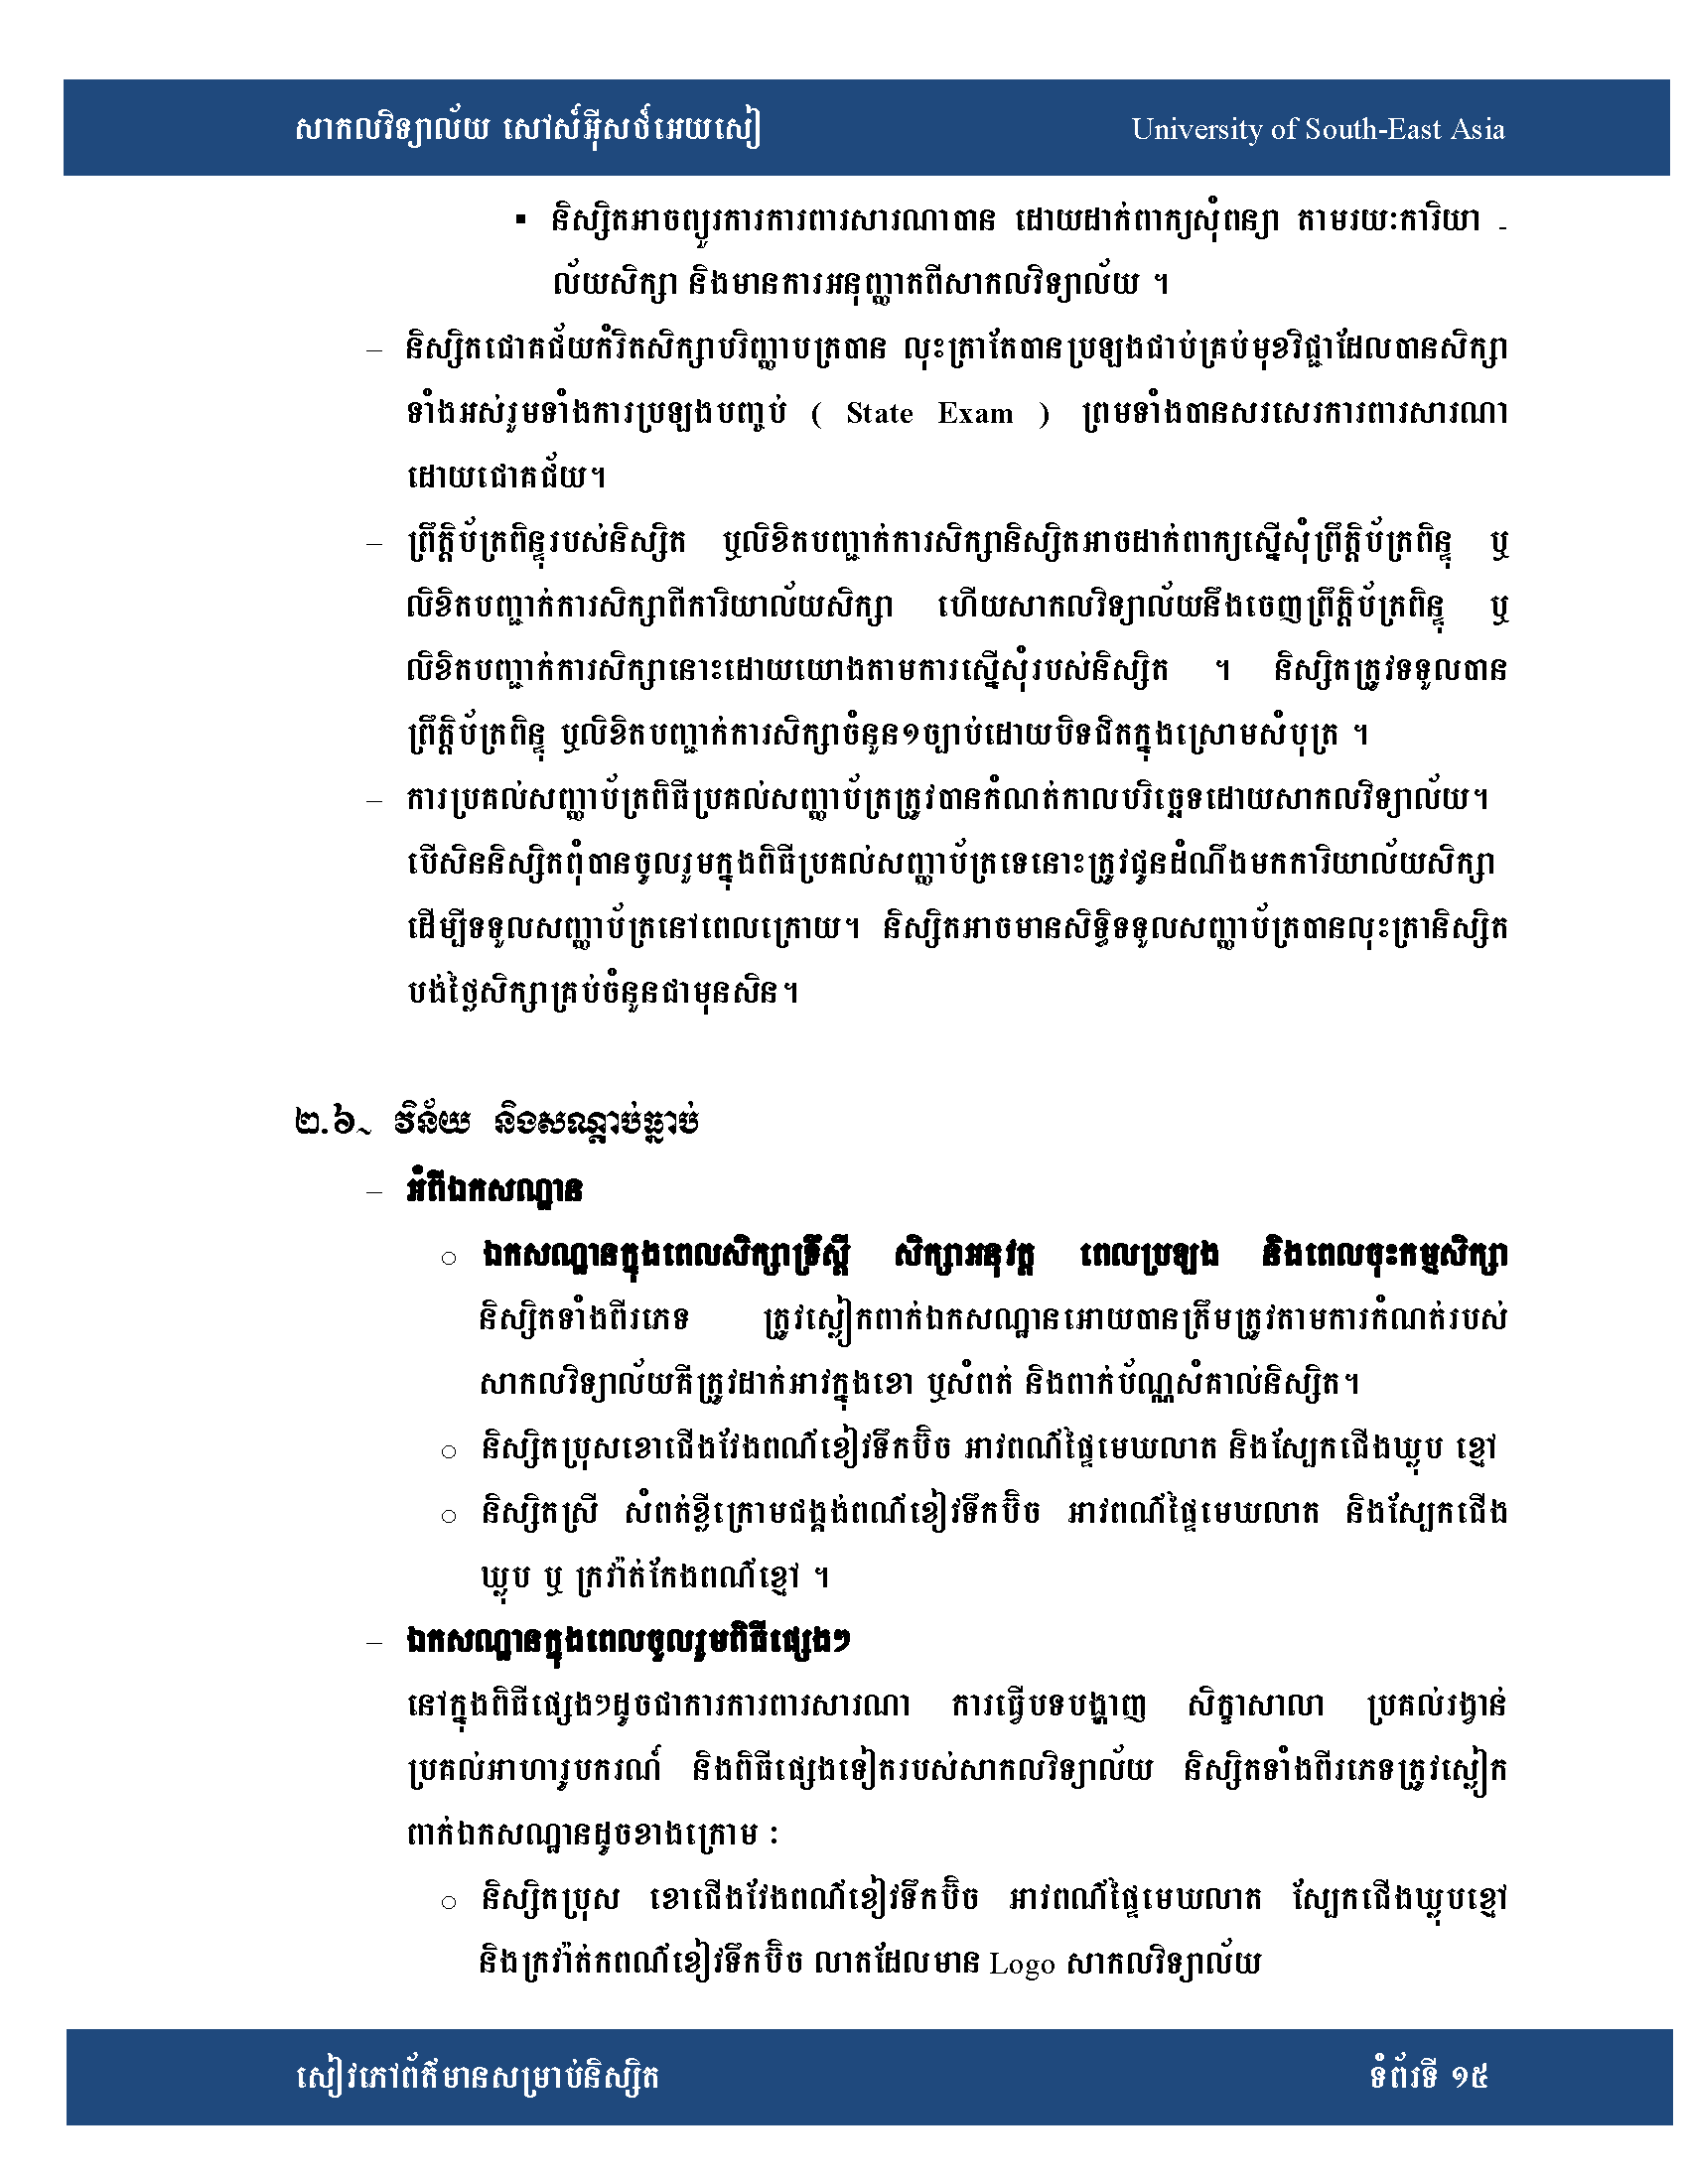 សាកលវិទ្យាល័យ សៅស៍អ៊ីសថ៍អេយសៀ University of South-East Asia
▪ និស្សិតអាចព្យួរការការពារសារណាបាន ដោយដាក់ពាក្យសុំពន្យា តាមរយៈការិយា -
ល័យសិក្សា និងមានការអនុញ្ញាតពីសាកលវិទ្យាល័យ ។
– និស្សិតជោគជ័យកំរិតសិក្សាបរិញ្ញាបត្របាន លុះត្រាតែបានប្រឡងជាប់គ្រប់មុខវិជ្ជាដែលបានសិក្សា
ទាំងអស់រួមទាំងការប្រឡងបញ្ចប់ ( State Exam ) ព្រមទាំងបានសរសេរការពារសារណា
ដោយជោគជ័យ។
– ព្រឹត្តិប័ត្រពិន្ទុរបស់និស្សិត ឬលិខិតបញ្ជាក់ការសិក្សានិស្សិតអាចដាក់ពាក្យស្នើសុំព្រឹត្តិប័ត្រពិន្ទុ ឬ
លិខិតបញ្ជាក់ការសិក្សាពីការិយាល័យសិក្សា ហើយសាកលវិទ្យាល័យនឹងចេញព្រឹត្តិប័ត្រពិន្ទុ ឬ
លិខិតបញ្ជាក់ការសិក្សានោះដោយយោងតាមការស្នើសុំរបស់និស្សិត ។ និស្សិតត្រូវទទួលបាន
ព្រឹត្តិប័ត្រពិន្ទុ ឬលិខិតបញ្ជាក់ការសិក្សាចំនួន១ច្បាប់ដោយបិទជិតក្នុងស្រោមសំបុត្រ ។
– ការប្រគល់សញ្ញាប័ត្រពិធីប្រគល់សញ្ញាប័ត្រត្រូវបានកំណត់កាលបរិច្ឆេទដោយសាកលវិទ្យាល័យ។
បើសិននិស្សិតពុំបានចូលរួមក្នុងពិធីប្រគល់សញ្ញាប័ត្រទេនោះត្រូវជូនដំណឹងមកការិយាល័យសិក្សា
ដើម្បីទទួលសញ្ញាប័ត្រនៅពេលក្រោយ។ និស្សិតអាចមានសិទ្ធិទទួលសញ្ញាប័ត្របានលុះត្រានិស្សិត
បង់ថ្លៃសិក្សាគ្រប់ចំនួនជាមុនសិន។
២.៦~ វិន័យ និងសណ្តាប់ធ្នាប់
– អំពីឯកសណ្ឋាន
○ ឯកសណ្ឋានក្នុងពេលសិក្សាទ្រឹស្តី សិក្សាអនុវត្ត ពេលប្រឡង និងពេលចុះកម្មសិក្សា
និស្សិតទាំងពីរភេទ ត្រូវស្លៀកពាក់ឯកសណ្ឋានអោយបានត្រឹមត្រូវតាមការកំណត់របស់
សាកលវិទ្យាល័យគឺត្រូវដាក់អាវក្នុងខោ ឬសំពត់ និងពាក់ប័ណ្ណសំគាល់និស្សិត។
○ និស្សិតប្រុសខោជើងវែងពណ៌ខៀវទឹកប៊ិច អាវពណ៌ផ្ទៃមេឃលាត និងស្បែកជើងឃ្លុប ខ្មៅ
○ និស្សិតស្រី សំពត់ខ្លីក្រោមជង្គង់ពណ៌ខៀវទឹកប៊ិច អាវពណ៌ផ្ទៃមេឃលាត និងស្បែកជើង
ឃ្លុប ឬ ក្រវ៉ាត់កែងពណ៌ខ្មៅ ។
– ឯកសណ្ឋានក្នុងពេលចូលរួមពិធីផ្សេងៗ
នៅក្នុងពិធីផ្សេងៗដូចជាការការពារសារណា ការធ្វើបទបង្ហាញ សិក្ខាសាលា ប្រគល់រង្វាន់
ប្រគល់អាហារូបករណ៍ និងពិធីផ្សេងទៀតរបស់សាកលវិទ្យាល័យ និស្សិតទាំងពីរភេទត្រូវស្លៀក
ពាក់ឯកសណ្ឋានដូចខាងក្រោម ៈ
○ និស្សិតប្រុស ខោជើងវែងពណ៌ខៀវទឹកប៊ិច អាវពណ៌ផ្ទៃមេឃលាត ស្បែកជើងឃ្លុបខ្មៅ
និងក្រវ៉ាត់កពណ៌ខៀវទឹកប៊ិច លាតដែលមាន Logo សាកលវិទ្យាល័យ
សៀវភៅព័ត៌មានសម្រាប់និស្សិត ទំព័រទី ១៥